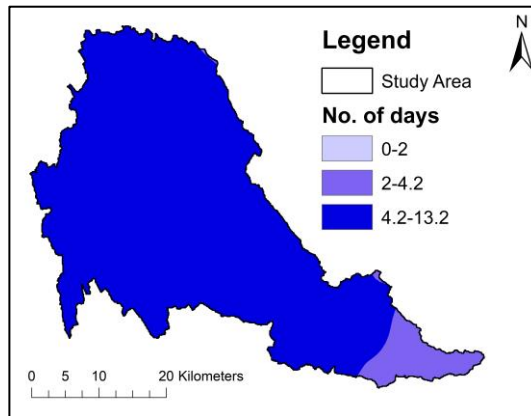 N
Legend
Study Area
No. of days
0-2
2-4.2
4.2-13.2
0 5 10 20 Kilometers